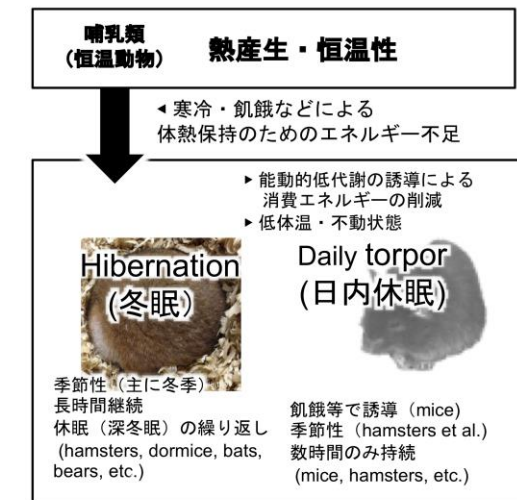 哺乳類
(恒温動物)
熱産生・恒温性
◂ 寒冷・飢餓などによる
体熱保持のためのエネルギー不足
▸ 能動的低代謝の誘導による
消費エネルギーの削減
▸ 低体温・不動状態
Hibernation
(冬眠)
季節性（主に冬季）
長時間継続
休眠（深冬眠）の繰り返し
(hamsters, dormice, bats,
bears, etc.)
Daily torpor
(日内休眠)
飢餓等で誘導（mice)
季節性（hamsters et al.）
数時間のみ持続
(mice, hamsters, etc.)